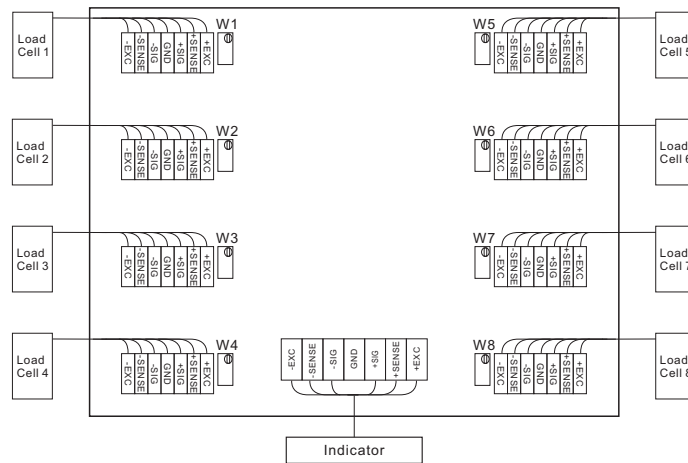 Load
Cell 1
W1
-EXC
-SENSE
-SIG
GND
+SIG
+SENSE
+EXC
W5
-EXC
-SENSE
-SIG
GND
+SIG
+SENSE
+EXC
Load
Cell 5
Load
Cell 2
W2
-EXC
-SENSE
-SIG
GND
+SIG
+SENSE
+EXC
W6
-EXC
-SENSE
-SIG
GND
+SIG
+SENSE
+EXC
Load
Cell 6
Load
Cell 3
W3
-EXC
-SENSE
-SIG
GND
+SIG
+SENSE
+EXC
W7
-EXC
-SENSE
-SIG
GND
+SIG
+SENSE
+EXC
Load
Cell 7
Load
Cell 4
W4
-EXC
-SENSE
-SIG
GND
+SIG
+SENSE
+EXC
-EXC
-SENSE
-SIG
GND
+SIG
+SENSE
+EXC
W8
-EXC
-SENSE
-SIG
GND
+SIG
+SENSE
+EXC
Load
Cell 8
Indicator